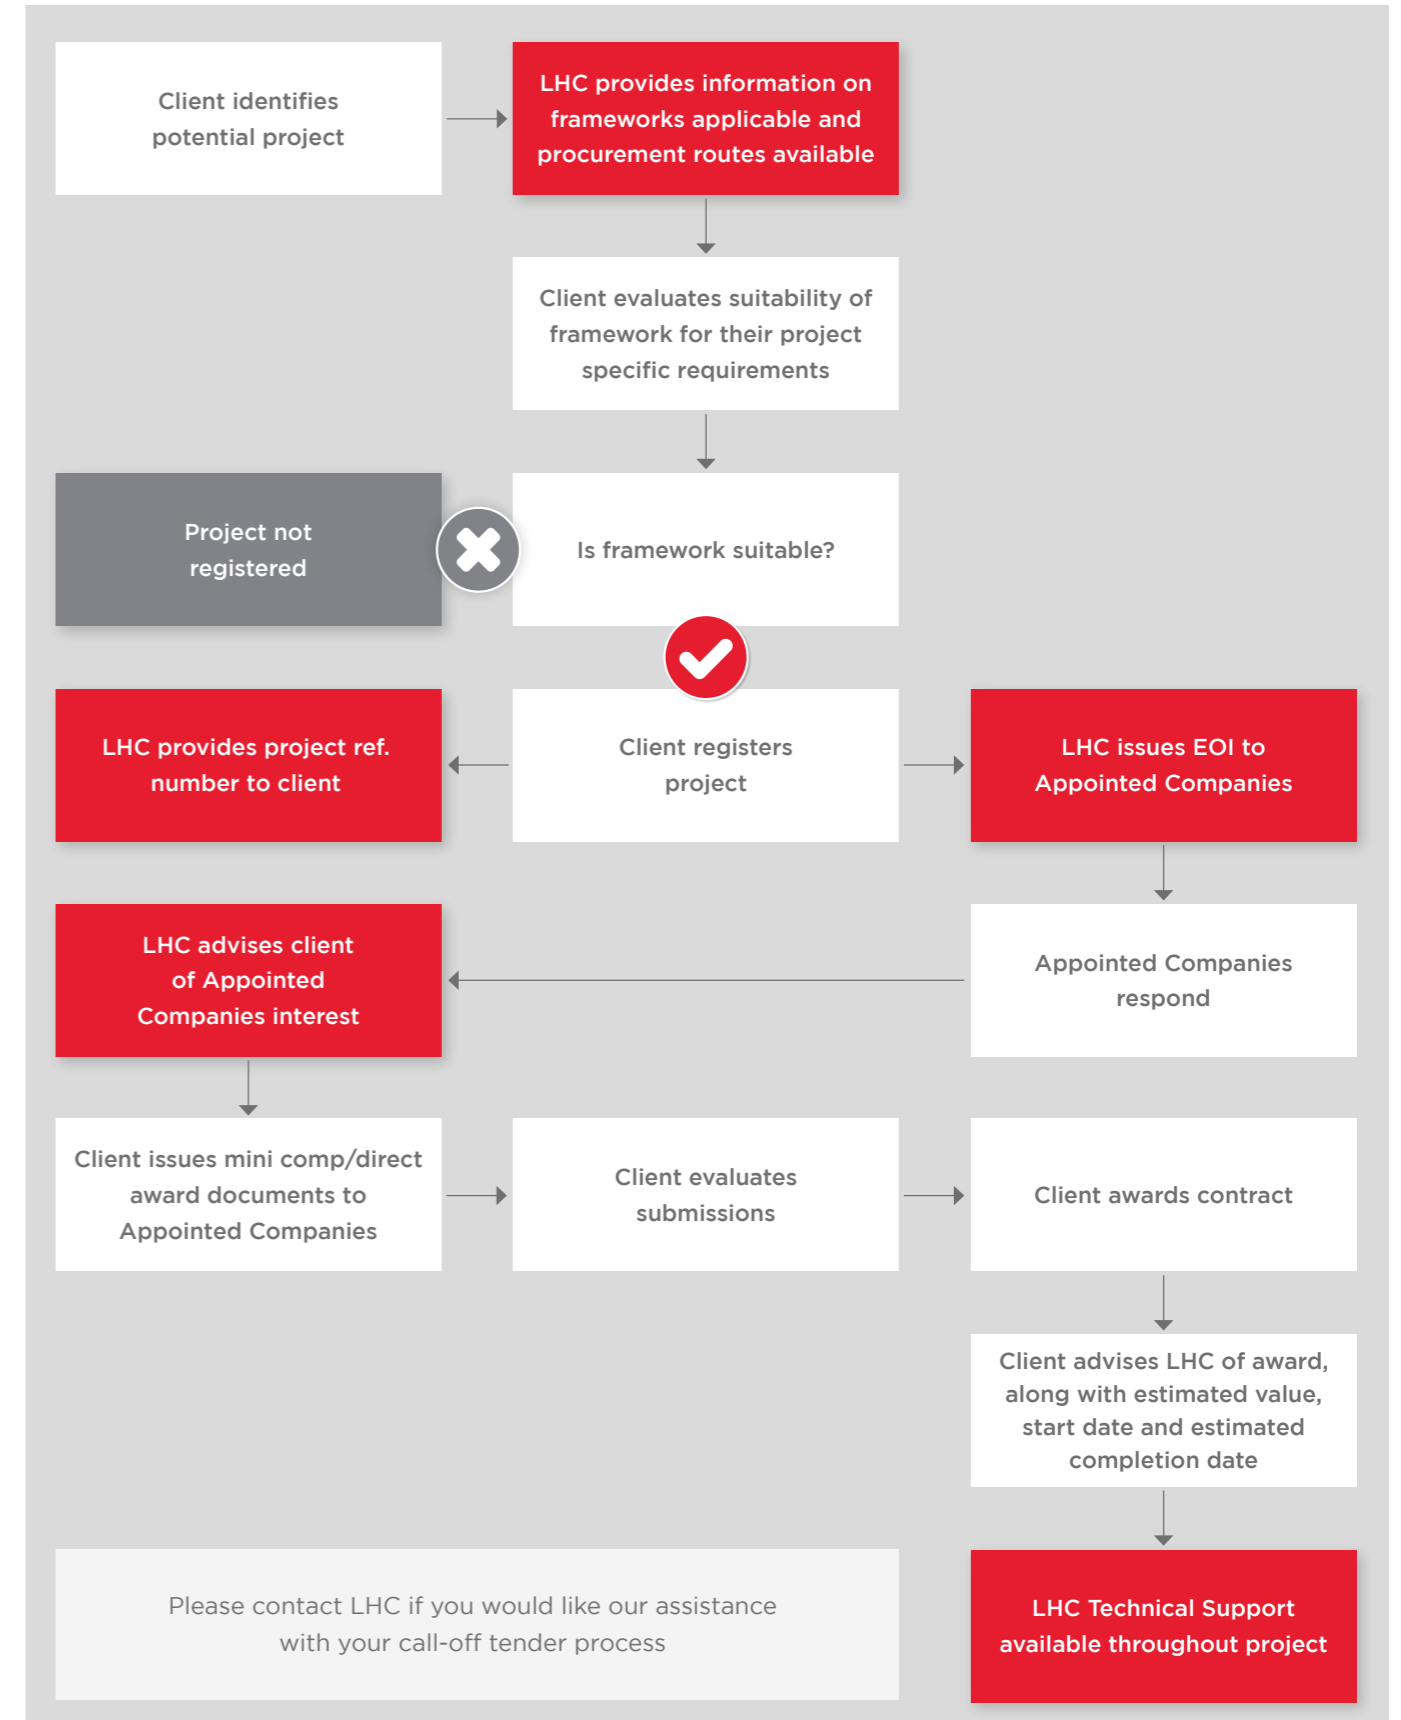 Client identifies
potential project
LHC provides information on
frameworks applicable and
procurement routes available
Client evaluates suitability of
framework for their project
specific requirements
Project not
registered
Is framework suitable?
LHC provides project ref.
number to client
Client registers
project
LHC issues EOI to
Appointed Companies
LHC advises client
of Appointed
Companies interest
Appointed Companies
respond
Client issues mini comp/direct
award documents to
Appointed Companies
Client evaluates
submissions
Client awards contract
Client advises LHC of award,
along with estimated value,
start date and estimated
completion date
Please contact LHC if you would like our assistance
with your call-off tender process
LHC Technical Support
available throughout project